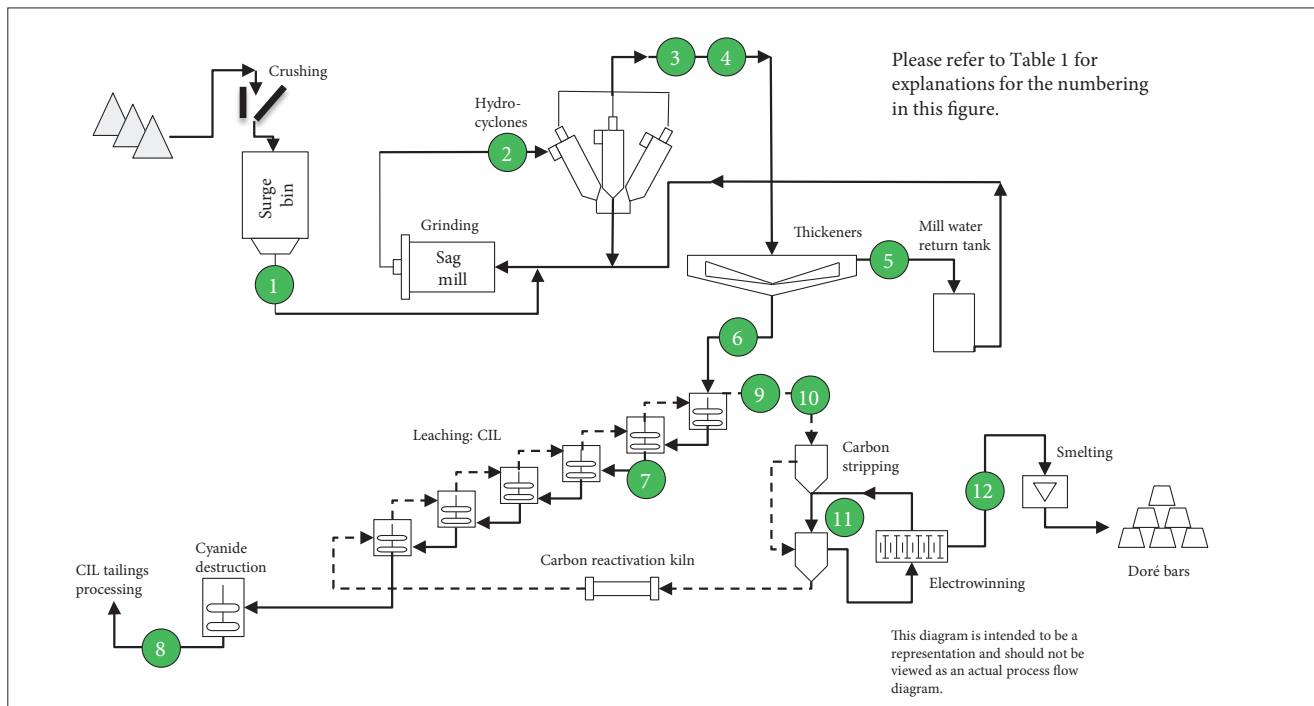 Crushing
Surge
bin
1
Hydro-
cyclones
2
3
4
Please refer to Table 1 for
explanations for the numbering
in this figure.
Grinding
Sag
mill
Thickeners
5
Mill water
return tank
6
Leaching: CIL
7
9
10
Carbon
stripping
11
12
Smelting
Doré bars
Electrowinning
Carbon reactivation kiln
Cyanide
destruction
CIL tailings
processing
8
This diagram is intended to be a
representation and should not be
viewed as an actual process flow
diagram.